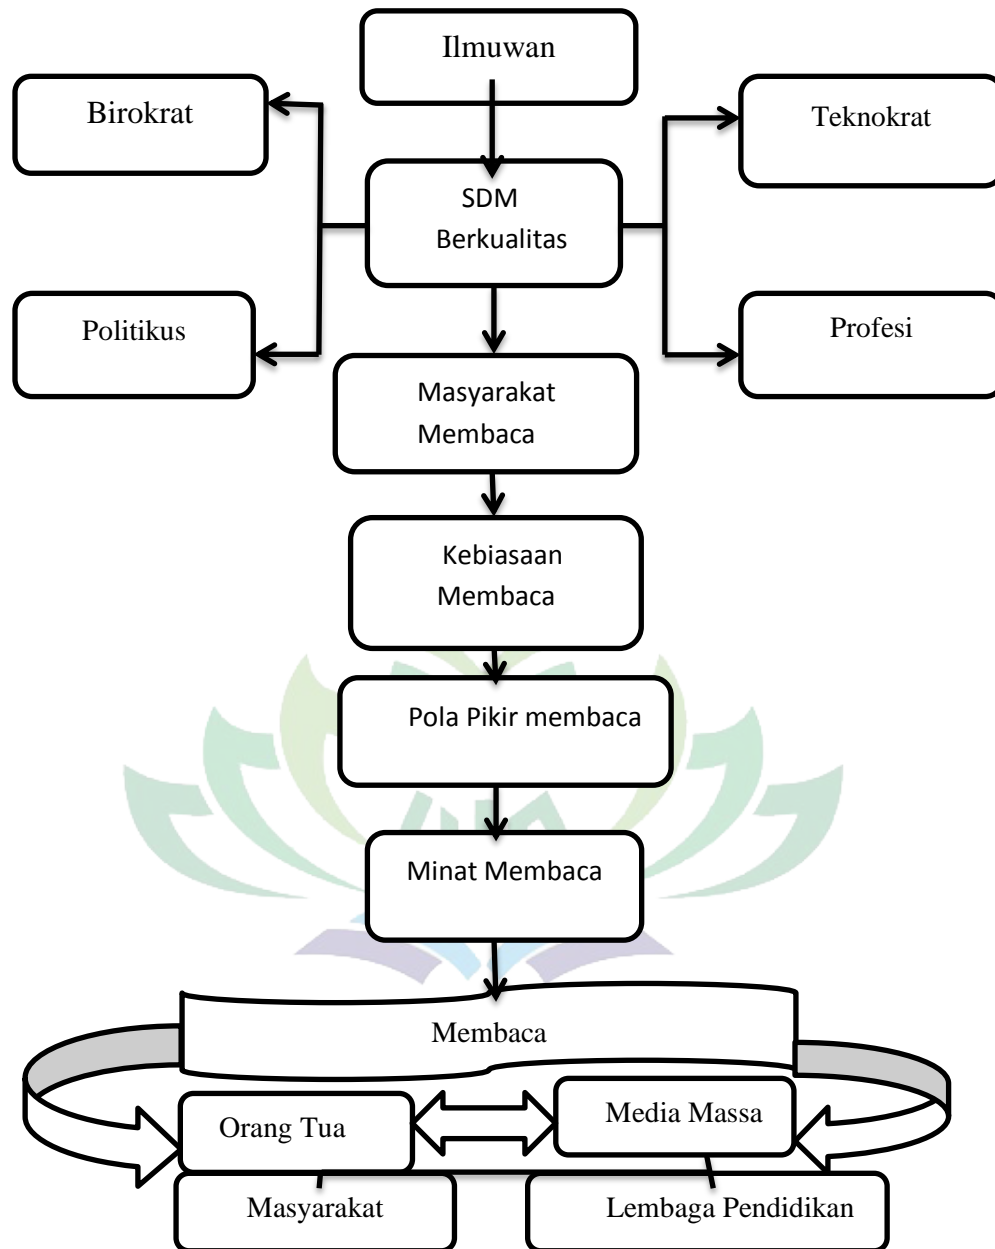 Ilmuwan
Birokrat
Teknokrat
SDM
Berkualitas
Politikus
Profesi
Masyarakat
Membaca
Kebiasaan
Membaca
Pola Pikir membaca
Minat Membaca
Membaca
Orang Tua
Media Massa
Masyarakat
Lembaga Pendidikan